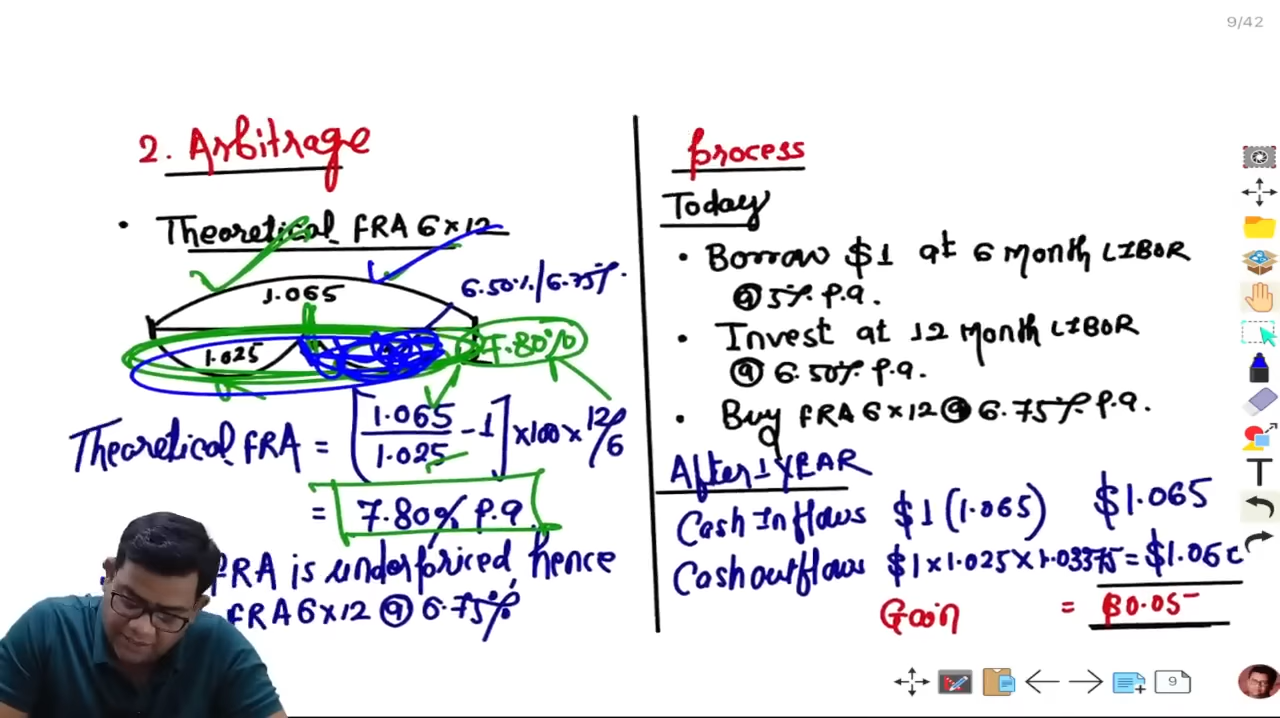 9/42
2. Arbitrage
• Theoretical FRA 6×12
1.065
6.50%/6.75%.
1.025
7.80%
Theoretical FRA = [1.065/1.025 - 1] ×100× 12/6
= 7.80% P.a
FRA is underpriced, hence
FRA 6×12 @ 6.75%
Process
Today
• Borrow $1 at 6 Month LIBOR
@ 5% P.a.
• Invest at 12 Month LIBOR
@ 6.50% P.a.
• Buy FRA 6×12 @ 6.75% P.a.
After 1 YEAR
Cash Inflows $1 (1.065) $1.065
Cash outflows $1×1.025×1.03375 = $1.06
Gain = $0.05
T
9